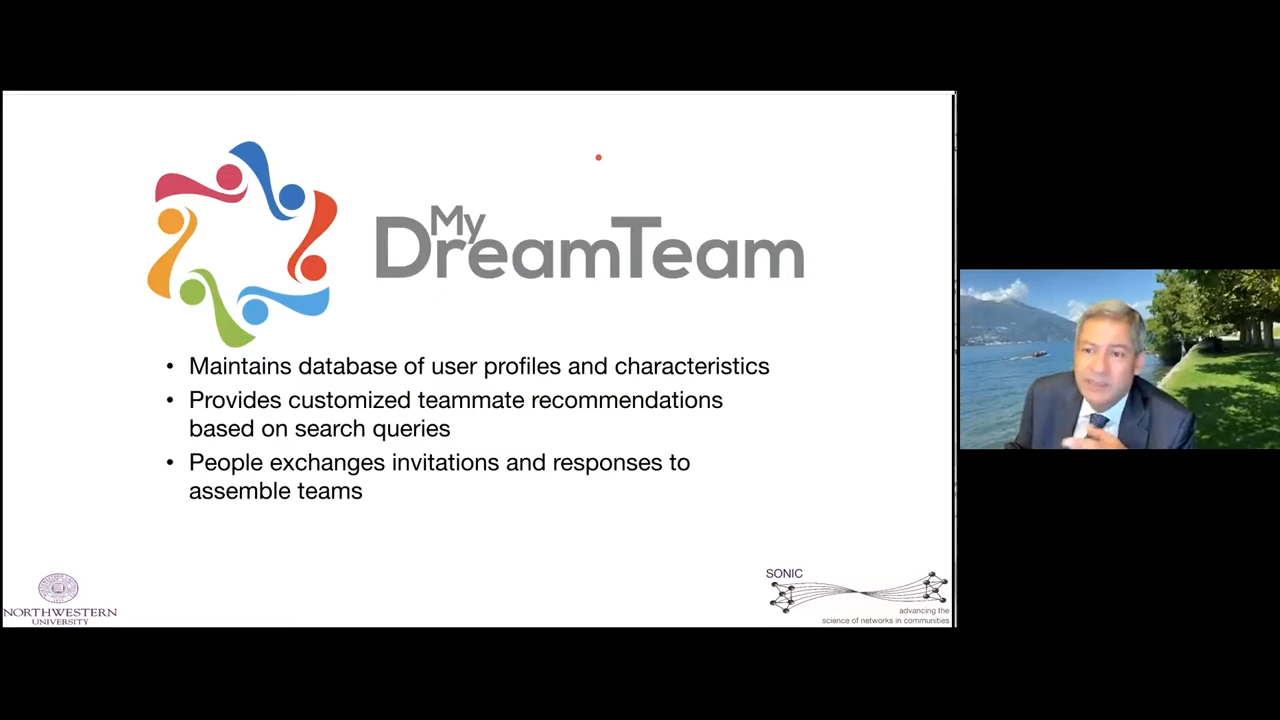 My
DreamTeam
• Maintains database of user profiles and characteristics
• Provides customized teammate recommendations
based on search queries
• People exchanges invitations and responses to
assemble teams
NORTHWESTERN
UNIVERSITY
SONIC
advancing the
science of networks in communities